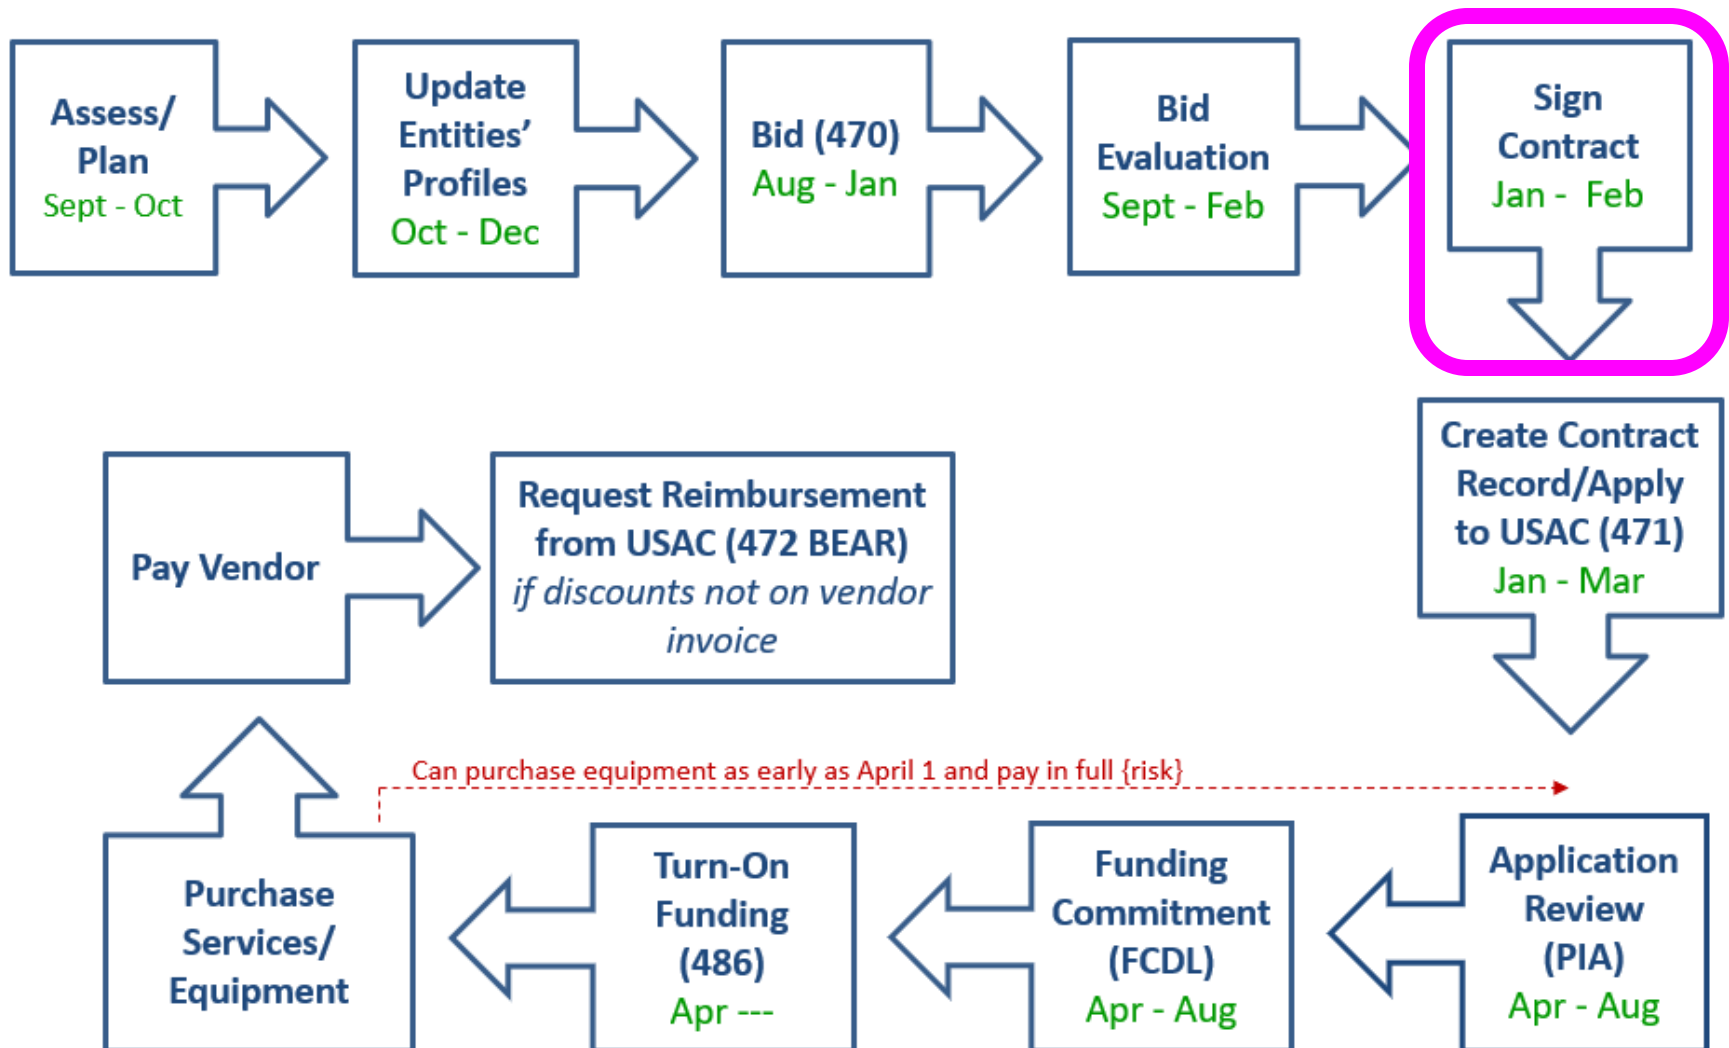 Assess/
Plan
Sept - Oct
Update
Entities’
Profiles
Oct - Dec
Bid (470)
Aug - Jan
Bid
Evaluation
Sept - Feb
Sign
Contract
Jan -  Feb
Create Contract
Record/Apply
to USAC (471)
Jan - Mar
Application
Review
(PIA)
Apr - Aug
Funding
Commitment
(FCDL)
Apr - Aug
Turn-On
Funding
(486)
Apr ---
Purchase
Services/
Equipment
Can purchase equipment as early as April 1 and pay in full {risk}
Pay Vendor
Request Reimbursement
from USAC (472 BEAR)
if discounts not on vendor
invoice